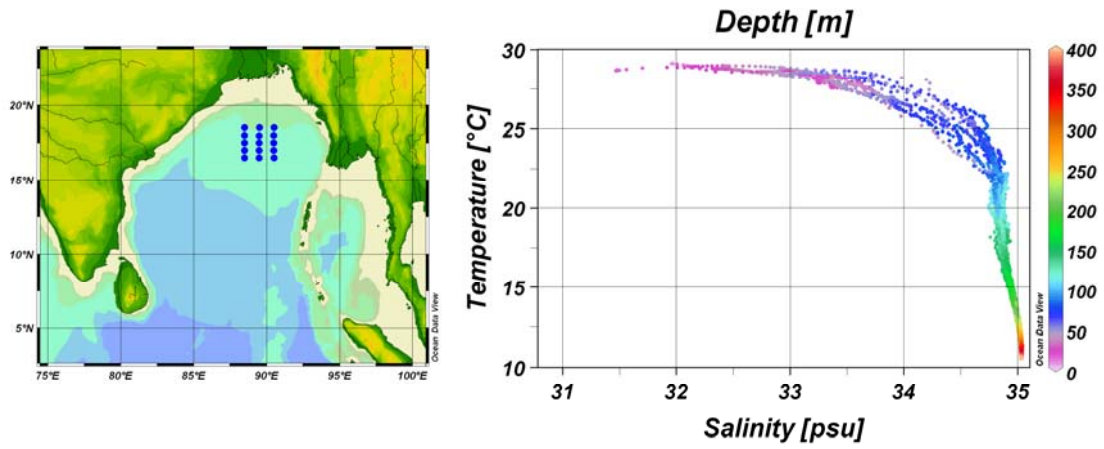 20°N
15°N
10°N
5°N
75°E 80°E 85°E 90°E 95°E 100°E
Ocean Data View
Depth [m]
Temperature [°C]
30
25
20
15
10
31 32 33 34 35
Salinity [psu]
Ocean Data View
400
350
300
250
200
150
100
50
0